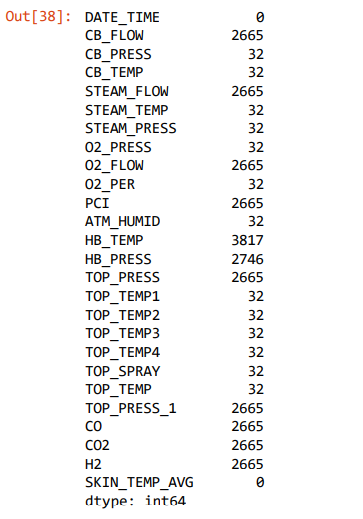 Out[38]: DATE_TIME 0
CB_FLOW 2665
CB_PRESS 32
CB_TEMP 32
STEAM_FLOW 2665
STEAM_TEMP 32
STEAM_PRESS 32
O2_PRESS 32
O2_FLOW 2665
O2_PER 32
PCI 2665
ATM_HUMID 32
HB_TEMP 3817
HB_PRESS 2746
TOP_PRESS 2665
TOP_TEMP1 32
TOP_TEMP2 32
TOP_TEMP3 32
TOP_TEMP4 32
TOP_SPRAY 32
TOP_TEMP 32
TOP_PRESS_1 2665
CO 2665
CO2 2665
H2 2665
SKIN_TEMP_AVG 0
dtype: int64